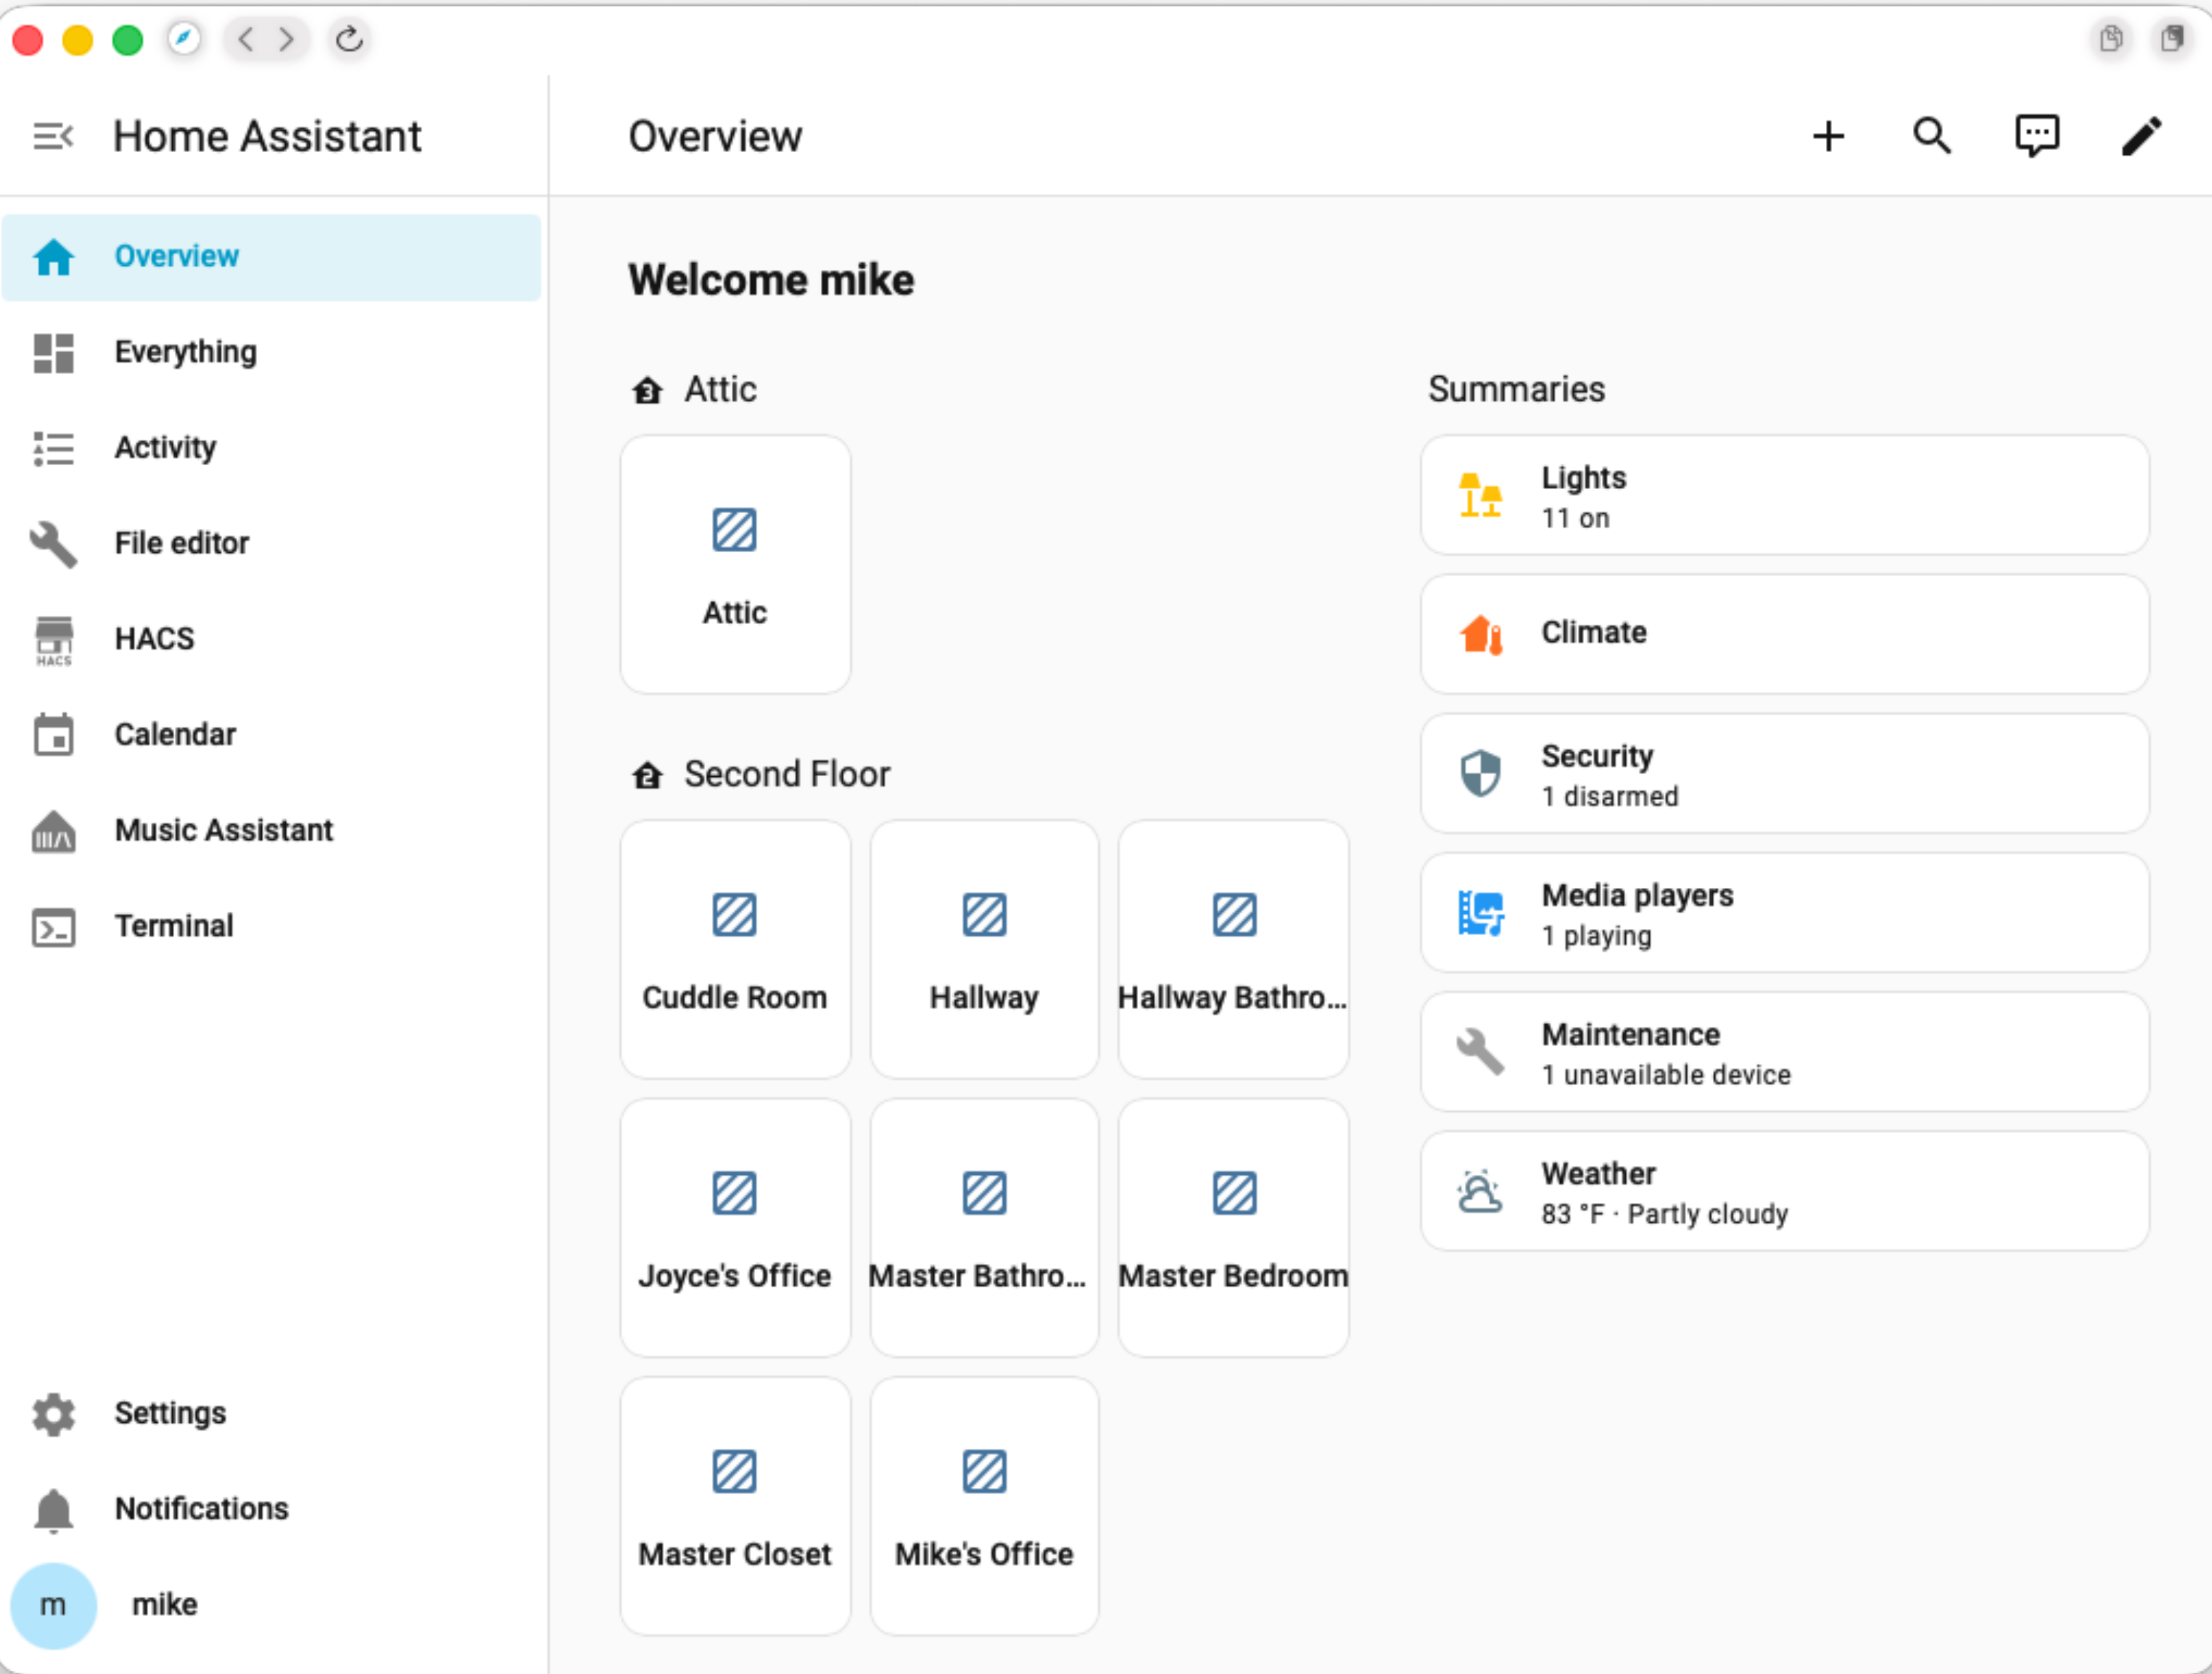 Home Assistant
Overview
Everything
Activity
File editor
HACS
HACS
Calendar
Music Assistant
Terminal
Settings
Notifications
m
mike
Overview
Welcome mike
3
Attic
Attic
2
Second Floor
Cuddle Room
Hallway
Hallway Bathro...
Joyce's Office
Master Bathro...
Master Bedroom
Master Closet
Mike's Office
Summaries
Lights
11 on
Climate
Security
1 disarmed
Media players
1 playing
Maintenance
1 unavailable device
Weather
83 °F · Partly cloudy